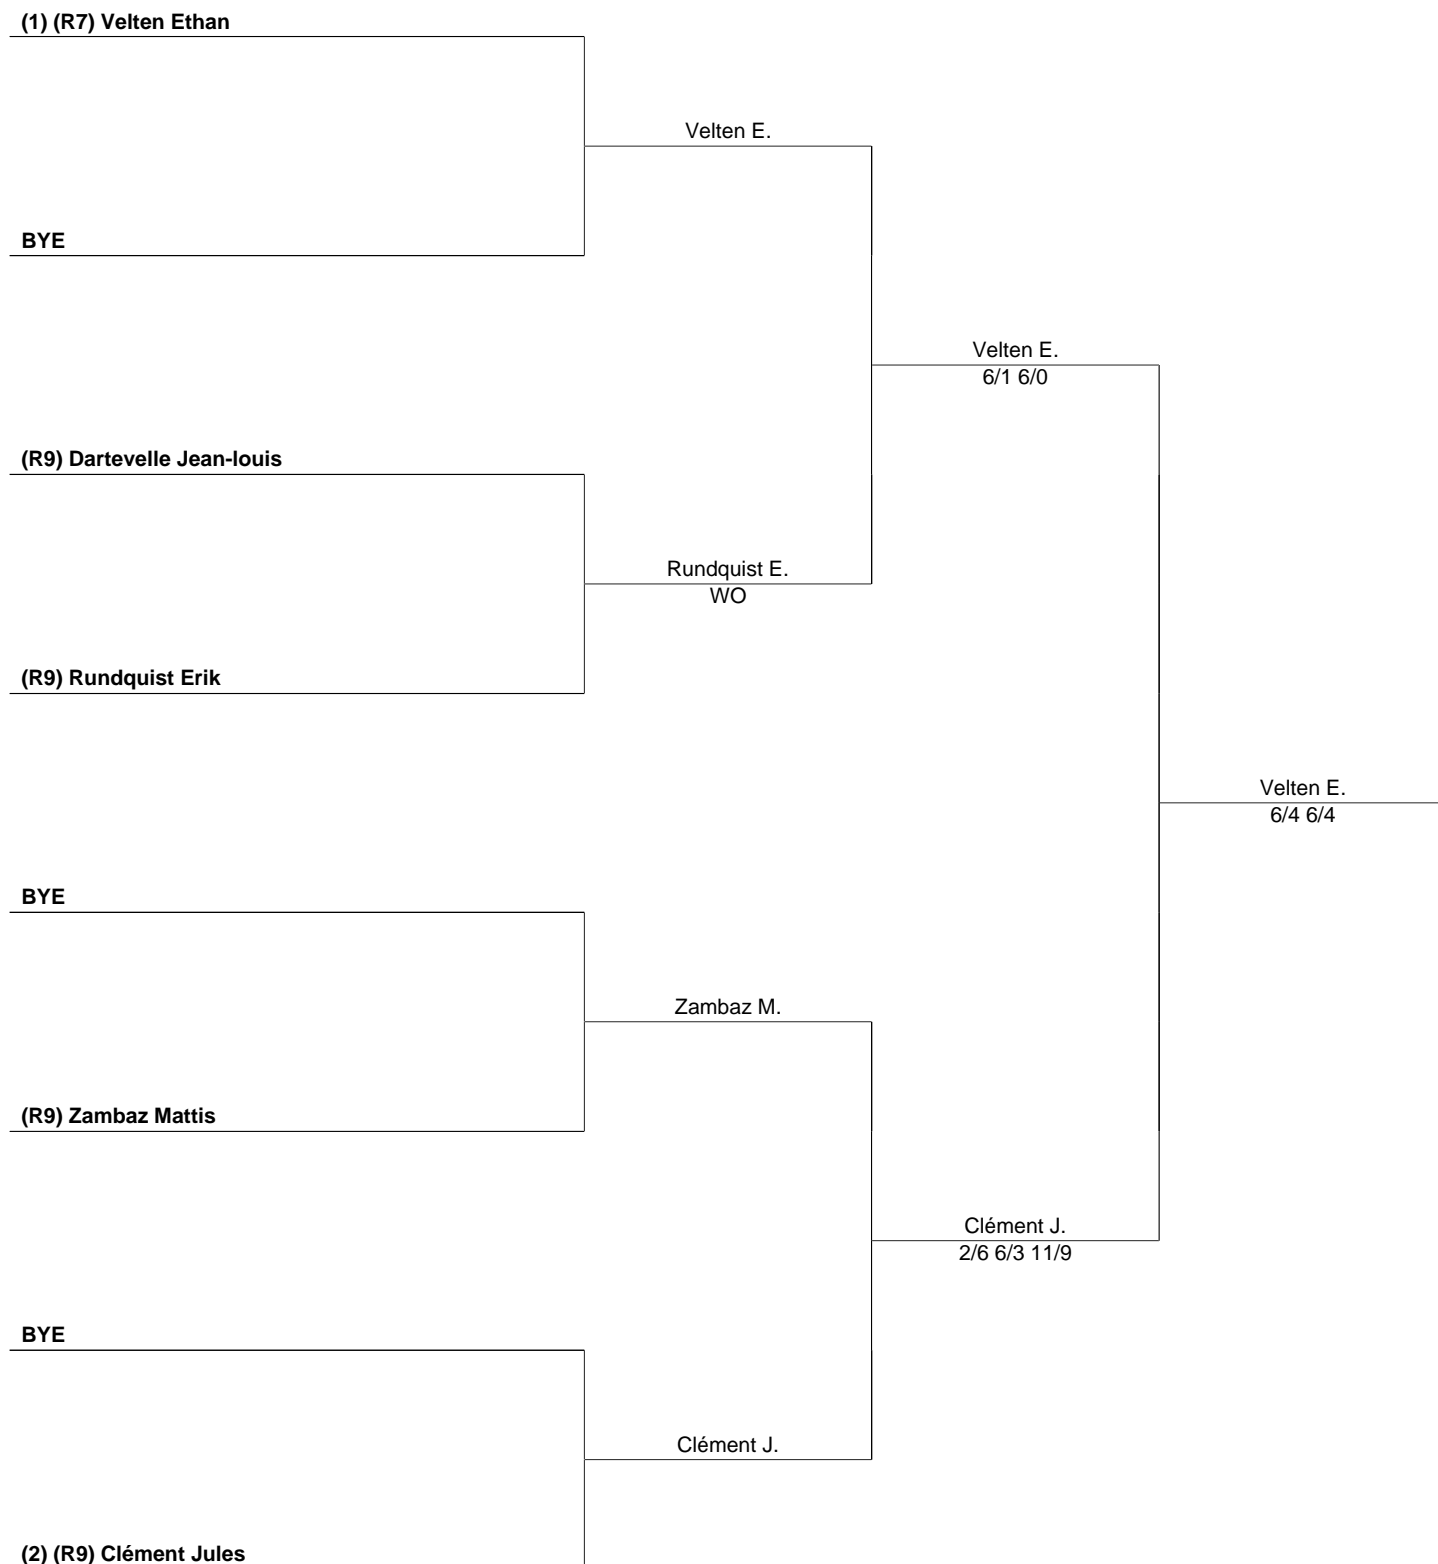 (1) (R7) Velten Ethan
Velten E.
BYE
Velten E.
6/1 6/0
(R9) Dartevelle Jean-louis
Rundquist E.
WO
(R9) Rundquist Erik
Velten E.
6/4 6/4
BYE
Zambaz M.
(R9) Zambaz Mattis
Clément J.
2/6 6/3 11/9
BYE
Clément J.
(2) (R9) Clément Jules